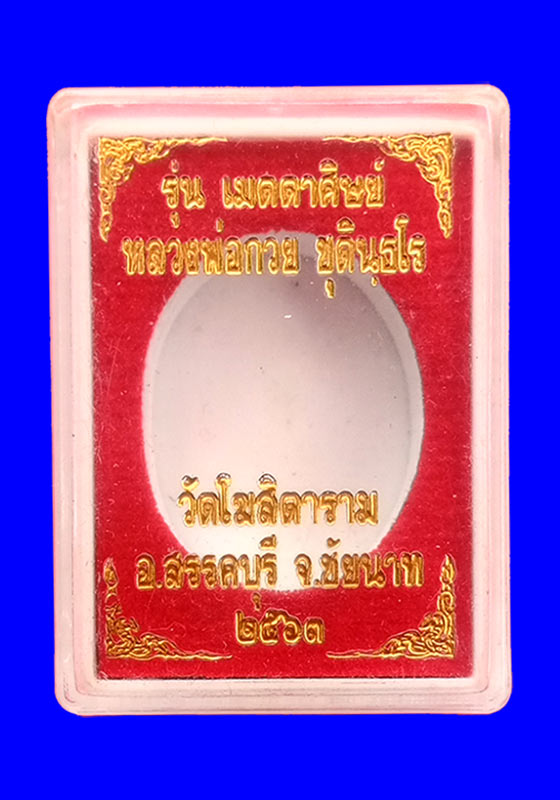 รุ่น เมตตาศิษย์
หลวงพ่อกวย ชุตินฺธโร
วัดโฆสิตาราม
อ.สรรคบุรี จ.ชัยนาท
๒๕๖๓